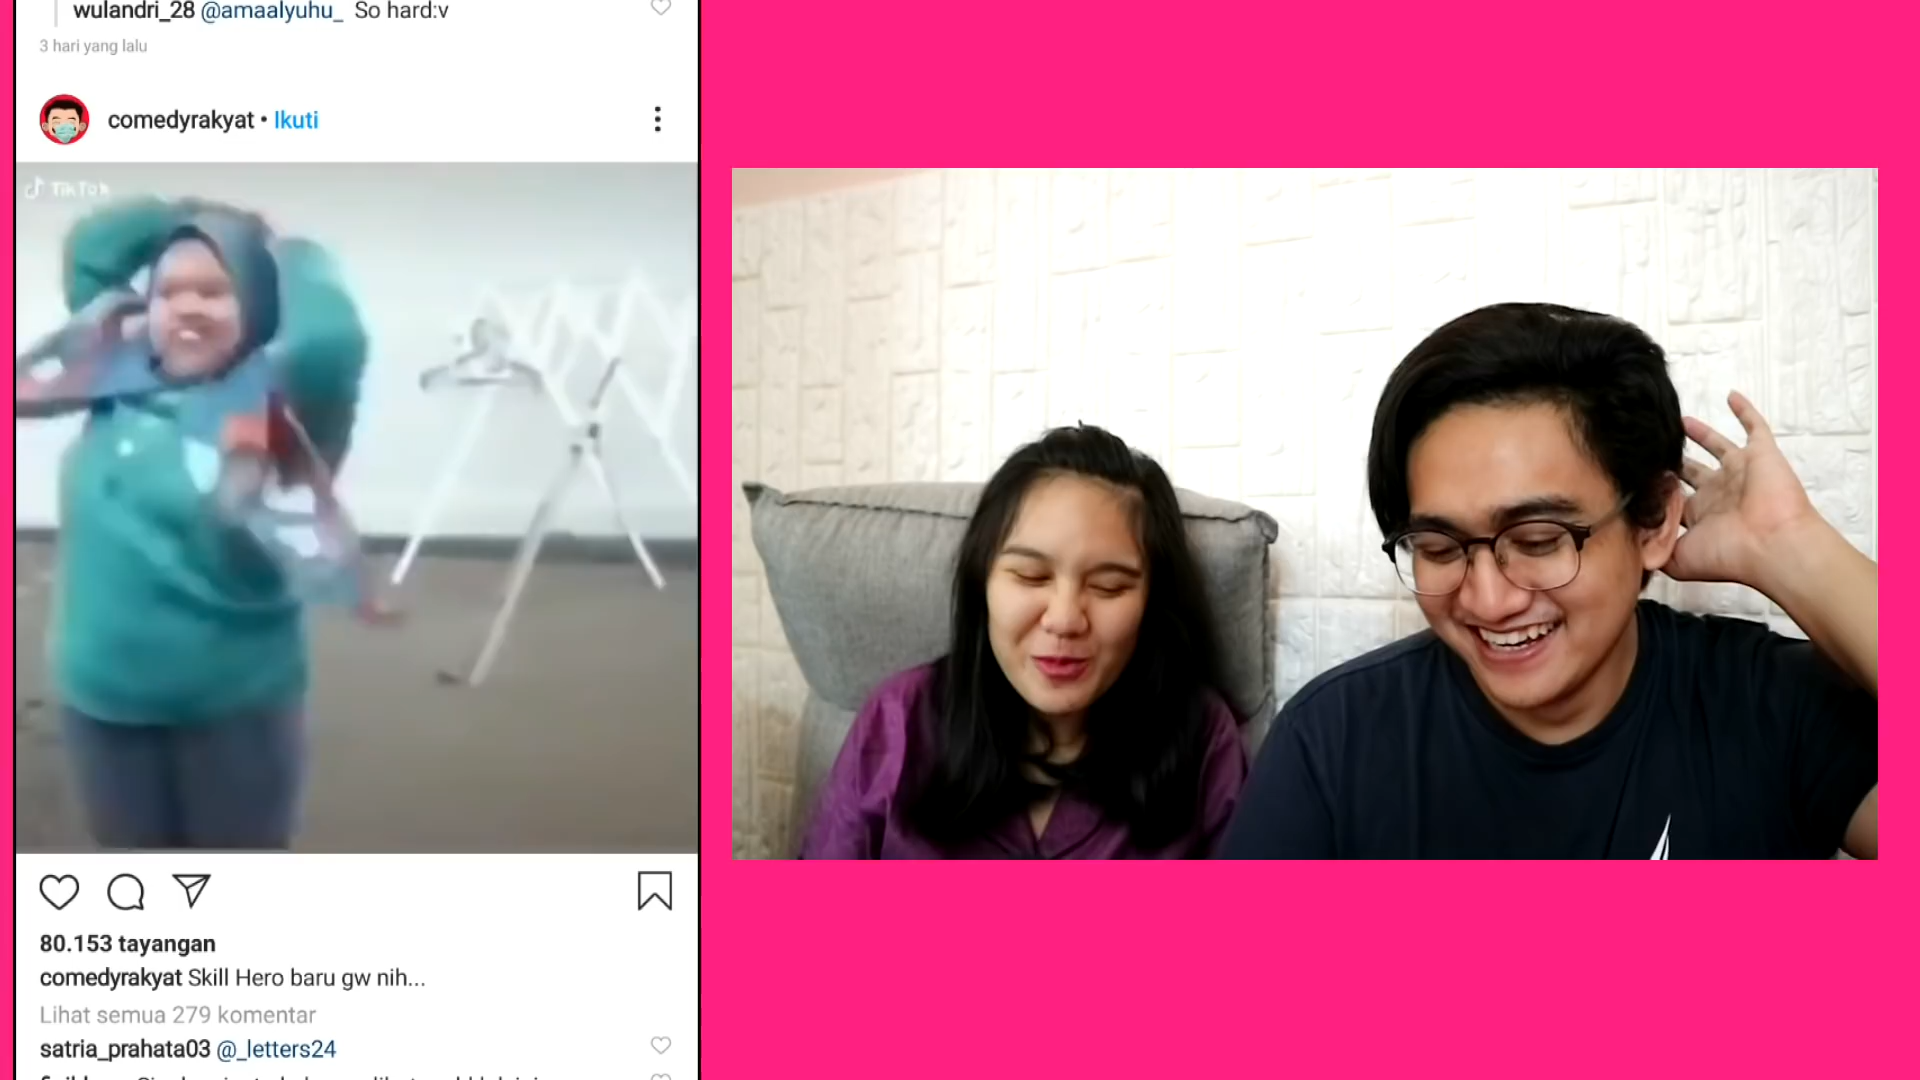 wulandri_28 @amaalyuhu_ So hard:v
3 hari yang lalu
comedyrakyat • Ikuti
TikTok
80.153 tayangan
comedyrakyat Skill Hero baru gw nih...
Lihat semua 279 komentar
satria_prahata03 @_letters24